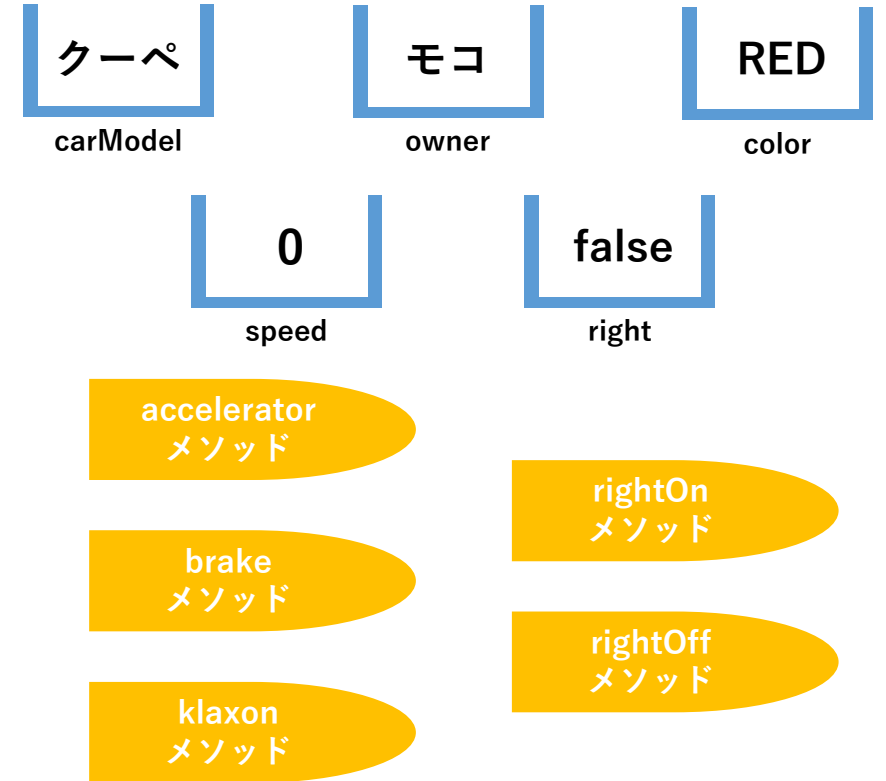 クーペ
モコ
RED
carModel
owner
color
0
false
speed
right
accelerator
メソッド
rightOn
メソッド
brake
メソッド
rightOff
メソッド
klaxon
メソッド